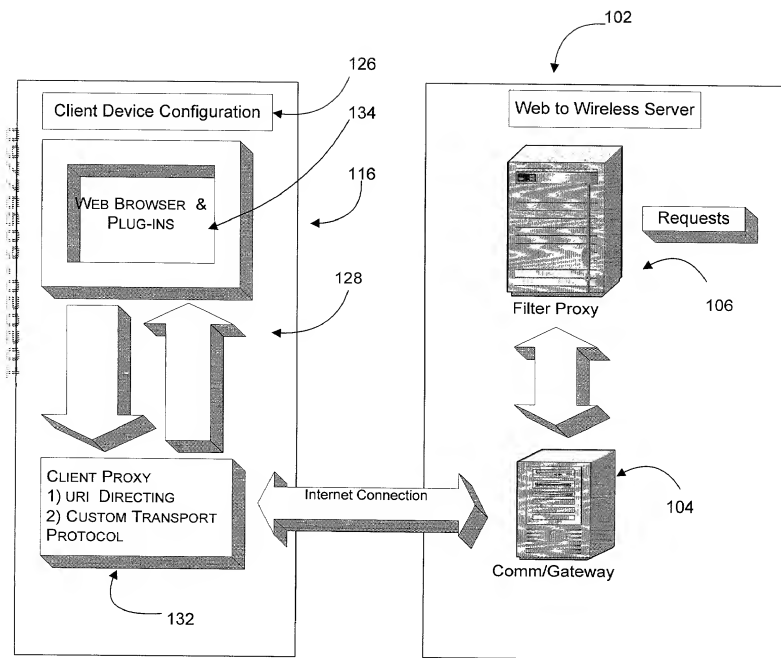 102
126
Client Device Configuration
134
Web to Wireless Server
WEB BROWSER &
PLUG-INS
116
Requests
128
106
Filter Proxy
CLIENT PROXY
1) URI DIRECTING
2) CUSTOM TRANSPORT
PROTOCOL
Internet Connection
104
Comm/Gateway
132